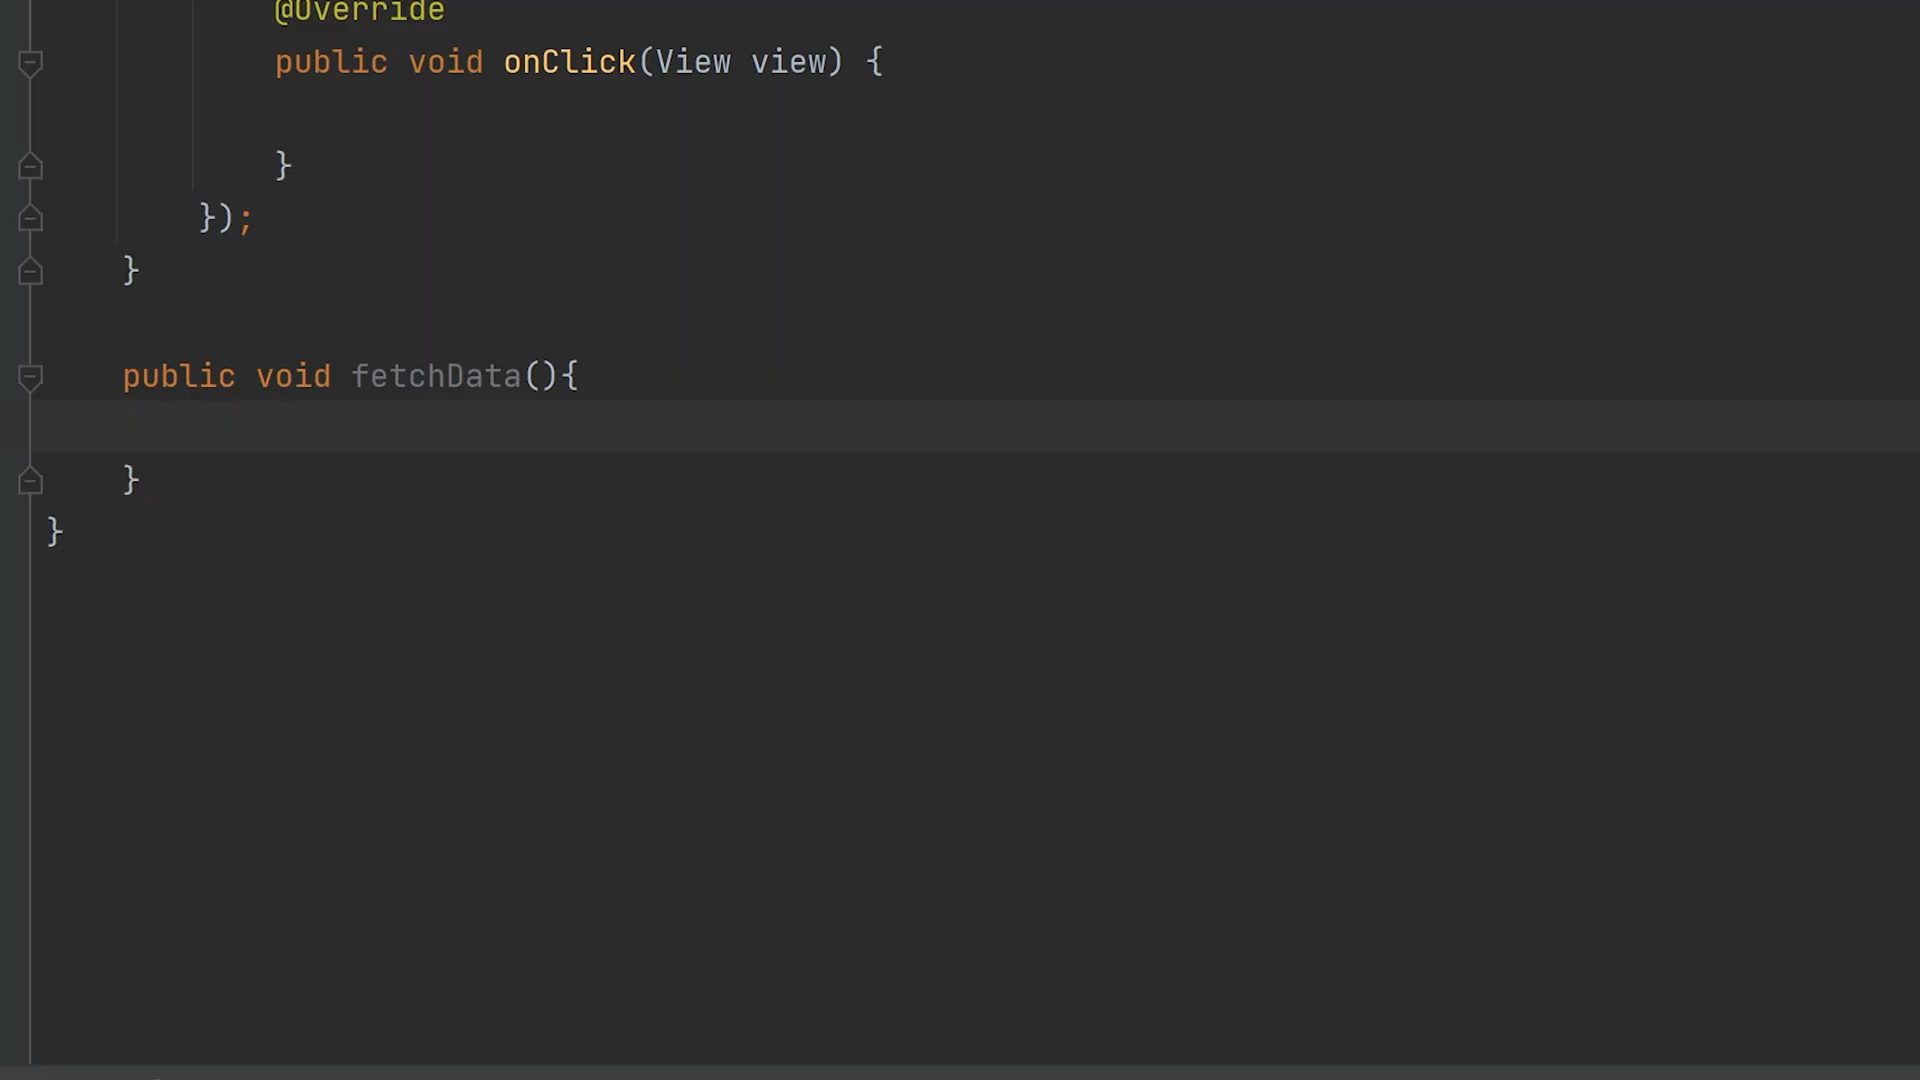 @Override
public void onClick(View view) {
}
});
}
public void fetchData(){
}
}